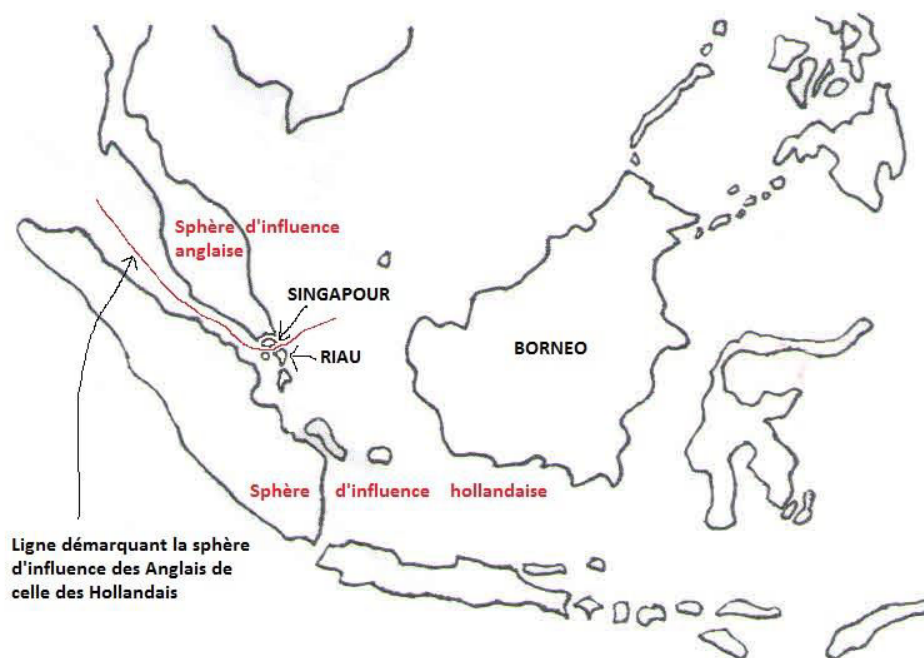 Sphère d'influence
anglaise
SINGAPOUR
RIAU
BORNEO
Sphère d'influence hollandaise
Ligne démarquant la sphère
d'influence des Anglais de
celle des Hollandais